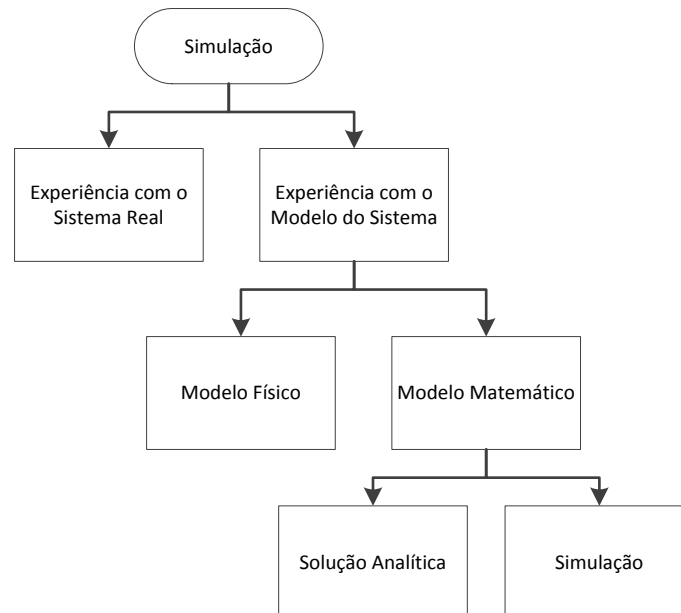 Simulação
Experiência com o
Sistema Real
Experiência com o
Modelo do Sistema
Modelo Físico
Modelo Matemático
Solução Analítica
Simulação